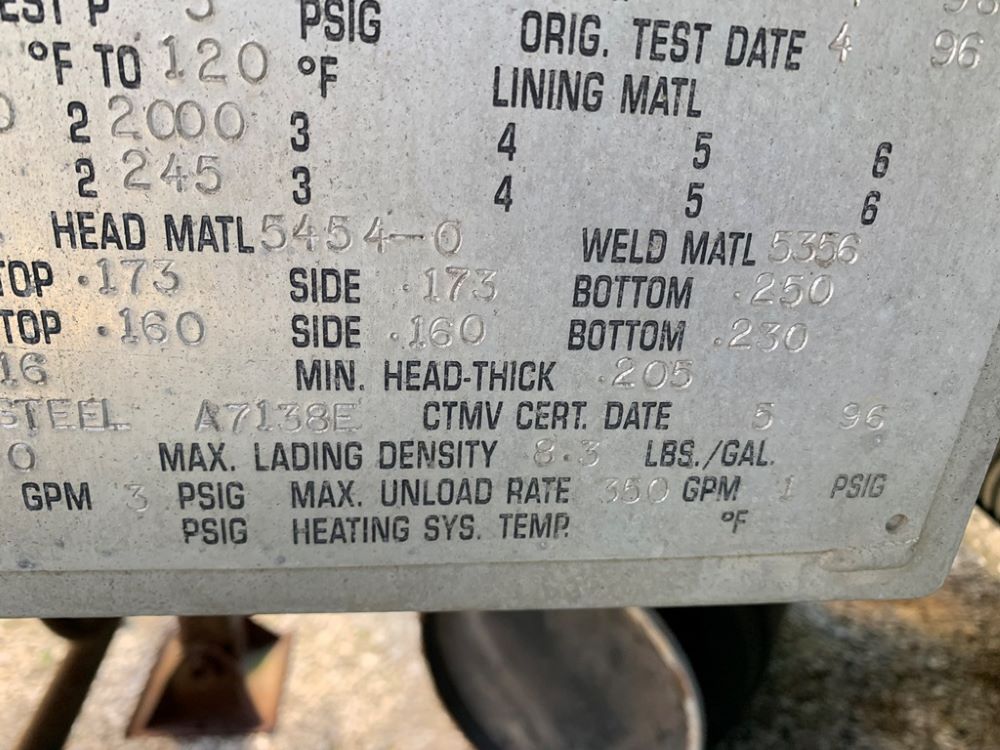 EST P 3 PSIG ORIG. TEST DATE 4 96
°F TO 120 °F LINING MATL
0 2 2000 3 4 5 6
2 245 3 4 5 6
HEAD MATL 5454-0 WELD MATL 5356
TOP .173 SIDE .173 BOTTOM .250
TOP .160 SIDE .160 BOTTOM .230
16 MIN. HEAD-THICK .205
STEEL A7138E CTMV CERT. DATE 5 96
0 MAX. LADING DENSITY 8.3 LBS./GAL.
GPM 3 PSIG MAX. UNLOAD RATE 350 GPM 1 PSIG
PSIG HEATING SYS. TEMP. °F